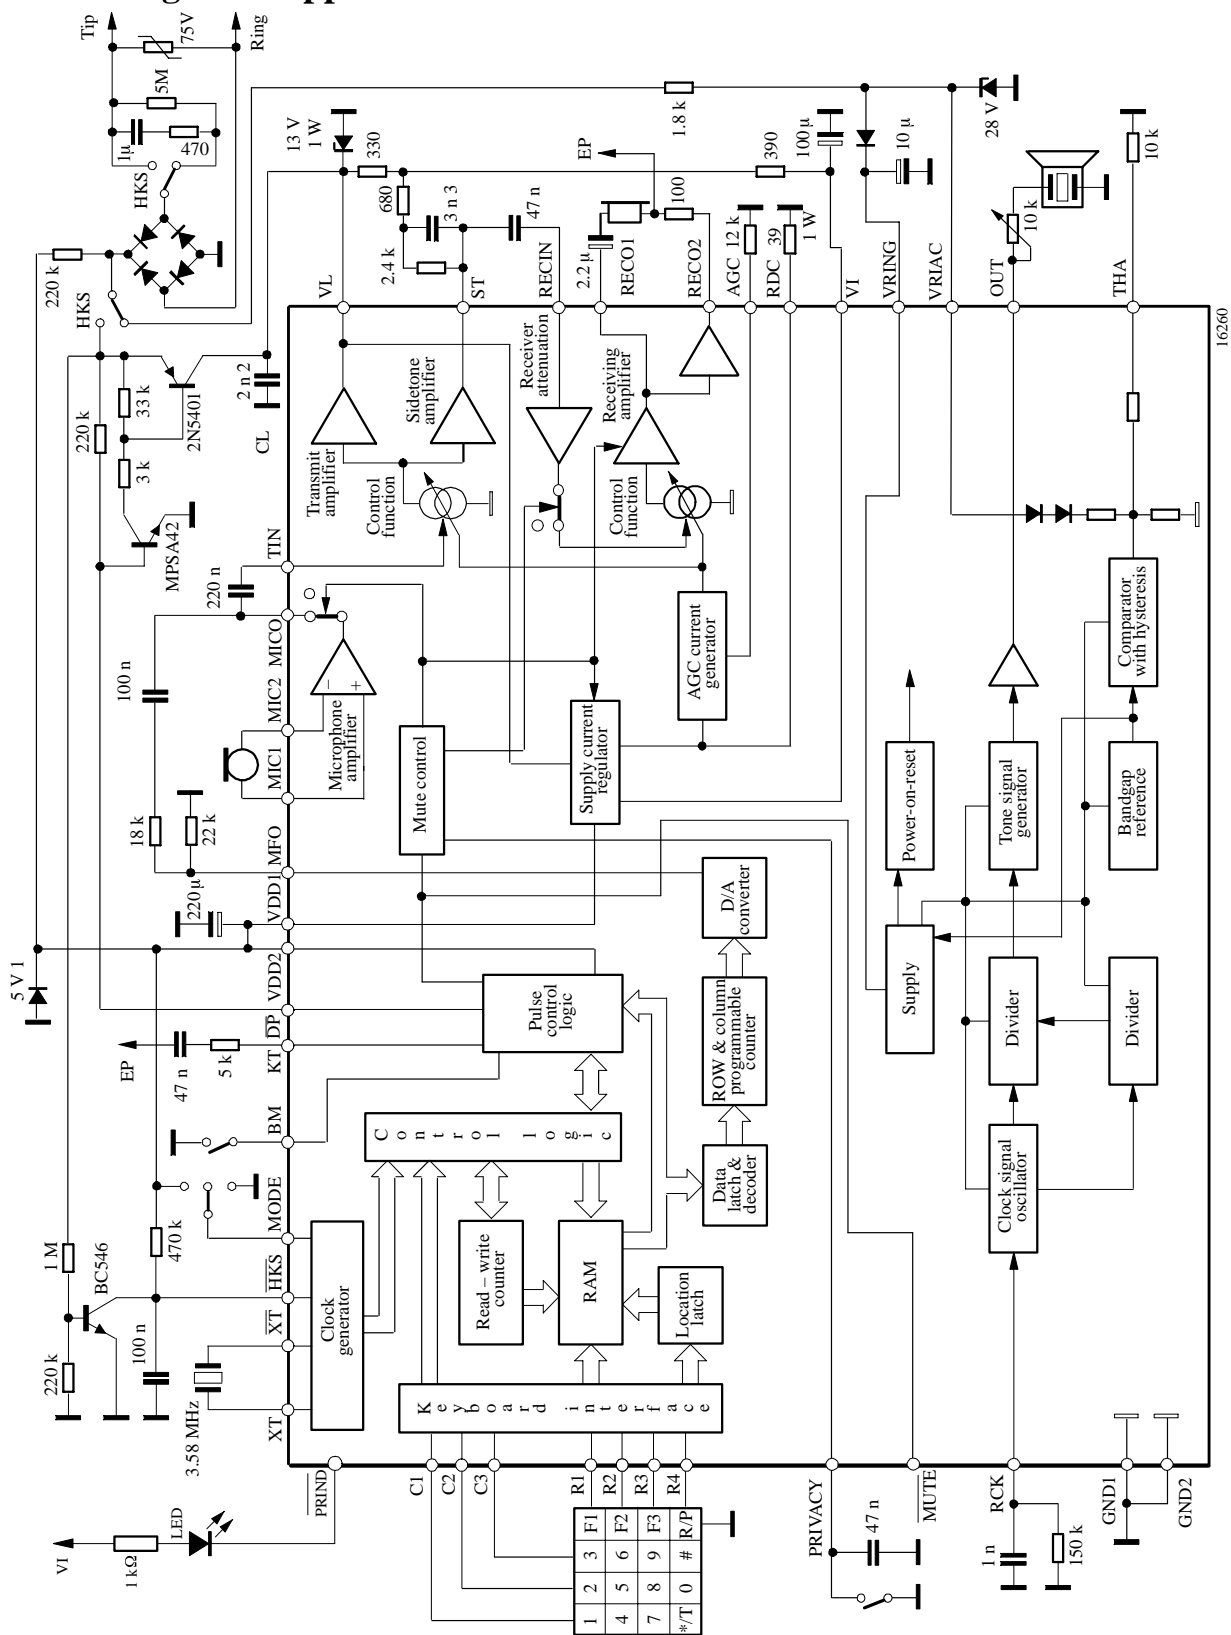 Tip
75V
Ring
5M
1µ
470
HKS
220 k
HKS
13 V
1 W
330
680
3 n 3
2.4 k
47 n
EP
2.2 µ
100
1.8 k
390
100 µ
10 µ
28 V
10 k
10 k
12 k
39
1 W
VL
ST
RECIN
RECO1
RECO2
AGC
RDC
VI
VRING
VRIAC
OUT
THA
16260
2 n 2
CL
33 k
220 k
2N5401
3 k
MPSA42
220 n
TIN
MICO
100 n
MIC2
MIC1
18 k
22 k
MFO
220 µ
VDD1
VDD2
5 V 1
DP
KT
EP
47 n
5 k
BM
MODE
470 k
HKS
1 M
BC546
XT
100 n
220 k
3.58 MHz
XT
Transmit
amplifier
Sidetone
amplifier
Receiver
attenuation
Receiving
amplifier
Control
function
Control
function
Microphone
amplifier
–
+
Mute control
Supply current
regulator
AGC current
generator
Power-on-reset
Tone signal
generator
Comparator
with hysteresis
Bandgap
reference
Supply
Divider
Divider
Clock signal
oscillator
D/A
converter
ROW & column
programmable
counter
Data
latch &
decoder
Pulse
control
logic
Control logic
Read – write
counter
RAM
Location
latch
Clock
generator
Keyboard interface
VI
1 kΩ
LED
PRIND
C1
C2
C3
R1
R2
R3
R4
1 2 3 F1
4 5 6 F2
7 8 9 F3
*/T 0 # R/P
PRIVACY
47 n
MUTE
RCK
1 n
150 k
GND1
GND2